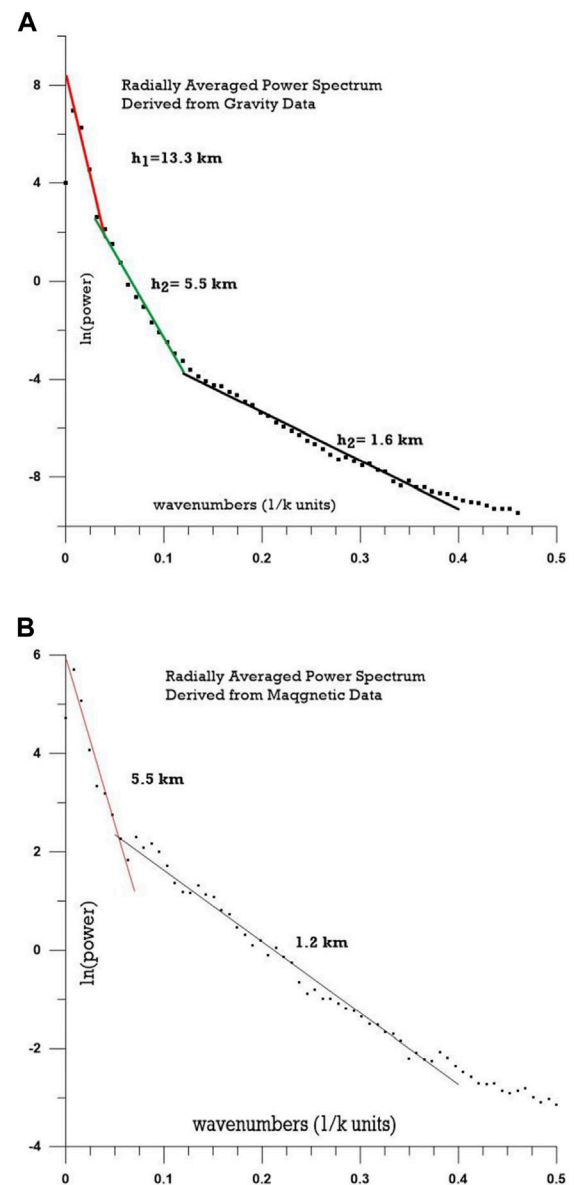 A
8
Radially Averaged Power Spectrum
Derived from Gravity Data
h1=13.3 km
4
0
h2= 5.5 km
ln(power)
-4
h2= 1.6 km
-8
wavenumbers (1/k units)
0 0.1 0.2 0.3 0.4 0.5
B
6
Radially Averaged Power Spectrum
Derived from Maqgnetic Data
4
5.5 km
2
ln(power)
1.2 km
0
-2
wavenumbers (1/k units)
-4
0 0.1 0.2 0.3 0.4 0.5